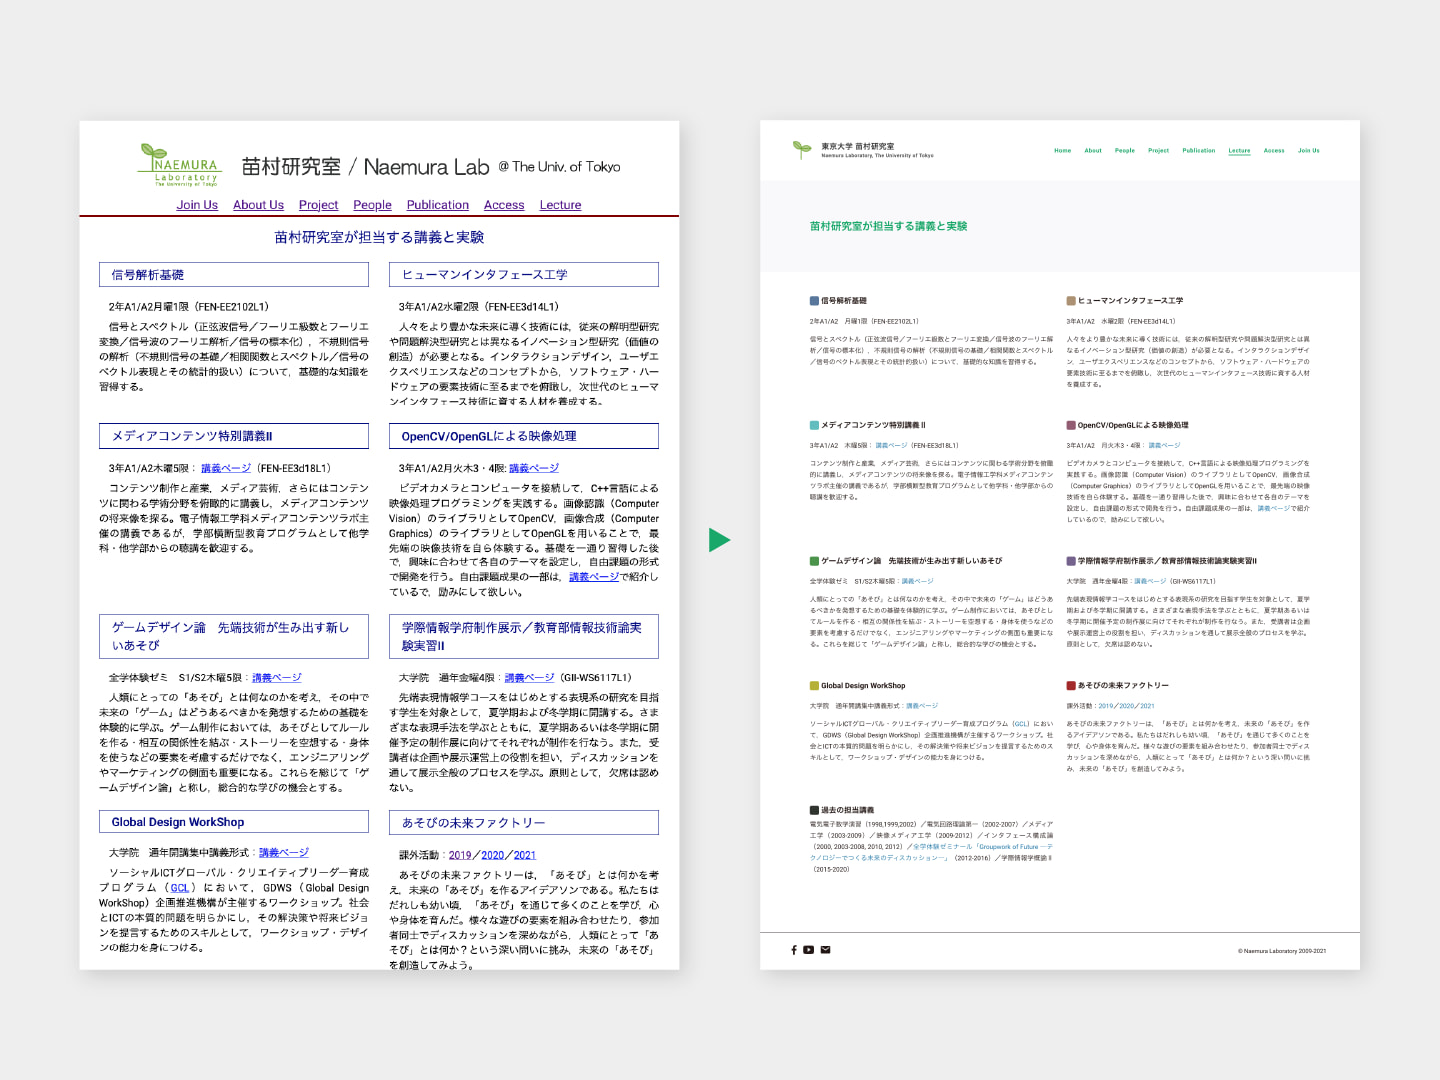 NAEMURA
Laboratory
The University of Tokyo
苗村研究室 / Naemura Lab @ The Univ. of Tokyo
Join Us About Us Project People Publication Access Lecture
苗村研究室が担当する講義と実験
信号解析基礎
2年A1/A2月曜1限（FEN-EE2102L1）
信号とスペクトル（正弦波信号／フーリエ級数とフーリエ
変換／信号波のフーリエ解析／信号の標本化），不規則信号
の解析（不規則信号の基礎／相関関数とスペクトル／信号の
スペクトル表現とその統計的扱い）について，基礎的な知識を
習得する。
ヒューマンインタフェース工学
3年A1/A2水曜2限（FEN-EE3d14L1）
人々をより豊かな未来に導く技術には，従来の解明型研究
や問題解決型研究とは異なるイノベーション型研究（価値の
創造）が必要となる。インタラクションデザイン，ユーザエ
クスペリエンスなどのコンセプトから，ソフトウェア・ハー
ドウェアの要素技術に至るまでを俯瞰し，次世代のヒューマ
ンインタフェース技術に資する人材を養成する。
メディアコンテンツ特別講義II
3年A1/A2木曜5限： 講義ページ（FEN-EE3d18L1）
コンテンツ制作と産業，メディア芸術，さらにはコンテン
ツに関わる学術分野を俯瞰的に講義し，メディアコンテンツ
の将来像を探る。電子情報工学科メディアコンテンツラボ主
催の講義であるが，学部横断型教育プログラムとして他学
科・他学部からの聴講を歓迎する。
OpenCV/OpenGLによる映像処理
3年A1/A2月火木3・4限: 講義ページ
ビデオカメラとコンピュータを接続して，C++言語による
映像処理プログラミングを実践する。画像認識（Computer
Vision）のライブラリとしてOpenCV，画像合成（Computer
Graphics）のライブラリとしてOpenGLを用いることで，最
先端の映像技術を自ら体験する。基礎を一通り習得した後
で，興味に合わせて各自のテーマを設定し，自由課題の形式
で開発を行う。自由課題成果の一部は，講義ページで紹介し
ているので，励みにして欲しい。
ゲームデザイン論　先端技術が生み出す新し
いあそび
全学体験ゼミ　S1/S2木曜5限：講義ページ
人類にとっての「あそび」とは何なのかを考え，その中で
未来の「ゲーム」はどうあるべきかを発想するための基礎を
体験的に学ぶ。ゲーム制作においては，あそびとしてルール
を作る・相互の関係性を結ぶ・ストーリーを空想する・身体
を使うなどの要素を考慮するだけでなく，エンジニアリング
やマーケティングの側面も重要になる。これらを総じて「ゲ
ームデザイン論」と称し，総合的な学びの機会とする。
学際情報学府制作展示／教育部情報技術論実
験実習II
大学院　通年金曜4限：講義ページ（GII-WS6117L1）
先端表現情報学コースをはじめとする表現系の研究を目指
す学生を対象として，夏学期および冬学期に開講する。さま
ざまな表現手法を学ぶとともに，夏学期あるいは冬学期に開
催予定の制作展に向けてそれぞれが制作を行なう。また，受
講者は企画や展示運営上の役割を担い，ディスカッションを
通して展示全般のプロセスを学ぶ。原則として，欠席は認め
ない。
Global Design WorkShop
大学院　通年開講集中講義形式：講義ページ
ソーシャルICTグローバル・クリエイティブリーダー育成
プログラム（GCL）において，GDWS（Global Design
WorkShop）企画推進機構が主催するワークショップ。社会
とICTの本質的問題を明らかにし，その解決策や将来ビジョ
ンを提言するためのスキルとして，ワークショップ・デザイ
ンの能力を身につける。
あそびの未来ファクトリー
課外活動：2019／2020／2021
あそびの未来ファクトリーは，「あそび」とは何かを考
え，未来の「あそび」を作るアイデアソンである。私たちは
だれしも幼い頃，「あそび」を通じて多くのことを学び，心
や身体を育んだ。様々な遊びの要素を組み合わせたり，参加
者同士でディスカッションを深めながら，人類にとって「あ
そび」とは何か？という深い問いに挑み，未来の「あそび」
を創造してみよう。
東京大学 苗村研究室
Naemura Laboratory, The University of Tokyo
Home About People Project Publication Lecture Access Join Us
苗村研究室が担当する講義と実験
信号解析基礎
2年A1/A2　月曜1限（FEN-EE2102L1）
信号とスペクトル（正弦波信号／フーリエ級数とフーリエ変換／信号波のフーリエ解
析／信号の標本化），不規則信号の解析（不規則信号の基礎／相関関数とスペクトル
／信号のスペクトル表現とその統計的扱い）について，基礎的な知識を習得する。
ヒューマンインタフェース工学
3年A1/A2　水曜2限（FEN-EE3d14L1）
人々をより豊かな未来に導く技術には，従来の解明型研究や問題解決型研究とは異
なるイノベーション型研究（価値の創造）が必要となる。インタラクションデザイ
ン，ユーザエクスペリエンスなどのコンセプトから，ソフトウェア・ハードウェアの
要素技術に至るまでを俯瞰し，次世代のヒューマンインタフェース技術に資する人材
を養成する。
メディアコンテンツ特別講義 II
3年A1/A2　木曜5限： 講義ページ（FEN-EE3d18L1）
コンテンツ制作と産業，メディア芸術，さらにはコンテンツに関わる学術分野を俯瞰
的に講義し，メディアコンテンツの将来像を探る。電子情報工学科メディアコンテン
ツラボ主催の講義であるが，学部横断型教育プログラムとして他学科・他学部からの
聴講を歓迎する。
OpenCV/OpenGLによる映像処理
3年A1/A2　月火木3・4限： 講義ページ
ビデオカメラとコンピュータを接続して，C++言語による映像処理プログラミングを
実践する。画像認識（Computer Vision）のライブラリとしてOpenCV，画像合成
（Computer Graphics）のライブラリとしてOpenGLを用いることで，最先端の映像
技術を自ら体験する。基礎を一通り習得した後で，興味に合わせて各自のテーマを
設定し，自由課題の形式で開発を行う。自由課題成果の一部は，講義ページで紹介
しているので，励みにして欲しい。
ゲームデザイン論　先端技術が生み出す新しいあそび
全学体験ゼミ　S1/S2木曜5限：講義ページ
人類にとっての「あそび」とは何なのかを考え，その中で未来の「ゲーム」はどうあ
るべきかを発想するための基礎を体験的に学ぶ。ゲーム制作においては，あそびとし
てルールを作る・相互の関係性を結ぶ・ストーリーを空想する・身体を使うなどの
要素を考慮するだけでなく，エンジニアリングやマーケティングの側面も重要にな
る。これらを総じて「ゲームデザイン論」と称し，総合的な学びの機会とする。
学際情報学府制作展示／教育部情報技術論実験実習II
大学院　通年金曜4限：講義ページ（GII-WS6117L1）
先端表現情報学コースをはじめとする表現系の研究を目指す学生を対象として，夏学
期および冬学期に開講する。さまざまな表現手法を学ぶとともに，夏学期あるいは
冬学期に開催予定の制作展に向けてそれぞれが制作を行なう。また，受講者は企画
や展示運営上の役割を担い，ディスカッションを通して展示全般のプロセスを学ぶ。
原則として，欠席は認めない。
Global Design WorkShop
大学院　通年開講集中講義形式：講義ページ
ソーシャルICTグローバル・クリエイティブリーダー育成プログラム（GCL）におい
て，GDWS（Global Design WorkShop）企画推進機構が主催するワークショップ。社
会とICTの本質的問題を明らかにし，その解決策や将来ビジョンを提言するためのス
キルとして，ワークショップ・デザインの能力を身につける。
あそびの未来ファクトリー
課外活動：2019／2020／2021
あそびの未来ファクトリーは，「あそび」とは何かを考え，未来の「あそび」を作
るアイデアソンである。私たちはだれしも幼い頃，「あそび」を通じて多くのことを
学び，心や身体を育んだ。様々な遊びの要素を組み合わせたり，参加者同士でディス
カッションを深めながら，人類にとって「あそび」とは何か？という深い問いに挑
み，未来の「あそび」を創造してみよう。
過去の担当講義
電気電子数学演習（1998,1999,2002）／電気回路理論第一（2002-2007）／メディア
工学（2003-2009）／映像メディア工学（2009-2012）／インタフェース構成論
（2000, 2003-2008, 2010, 2012）／全学体験ゼミナール「Groupwork of Future ―テ
クノロジーでつくる未来のディスカッション―」（2012-2016）／学際情報学概論 II
（2015-2020）
© Naemura Laboratory 2009-2021